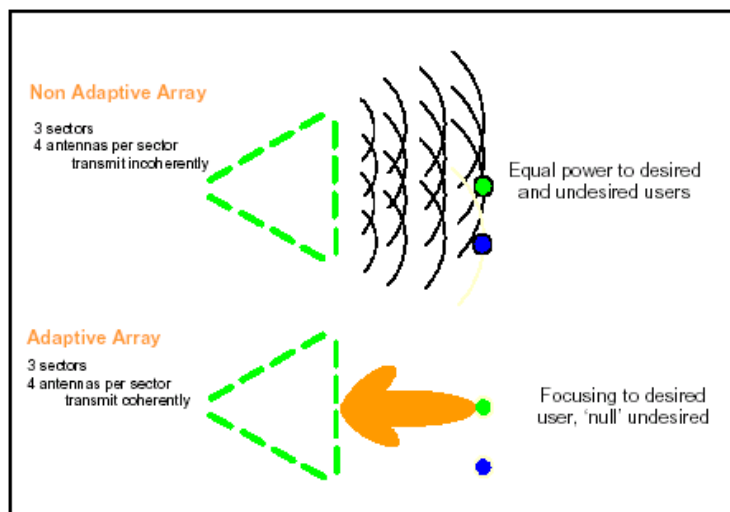 Non Adaptive Array
3 sectors
4 antennas per sector
transmit incoherently
Equal power to desired
and undesired users
Adaptive Array
3 sectors
4 antennas per sector
transmit coherently
Focusing to desired
user, ‘null’ undesired